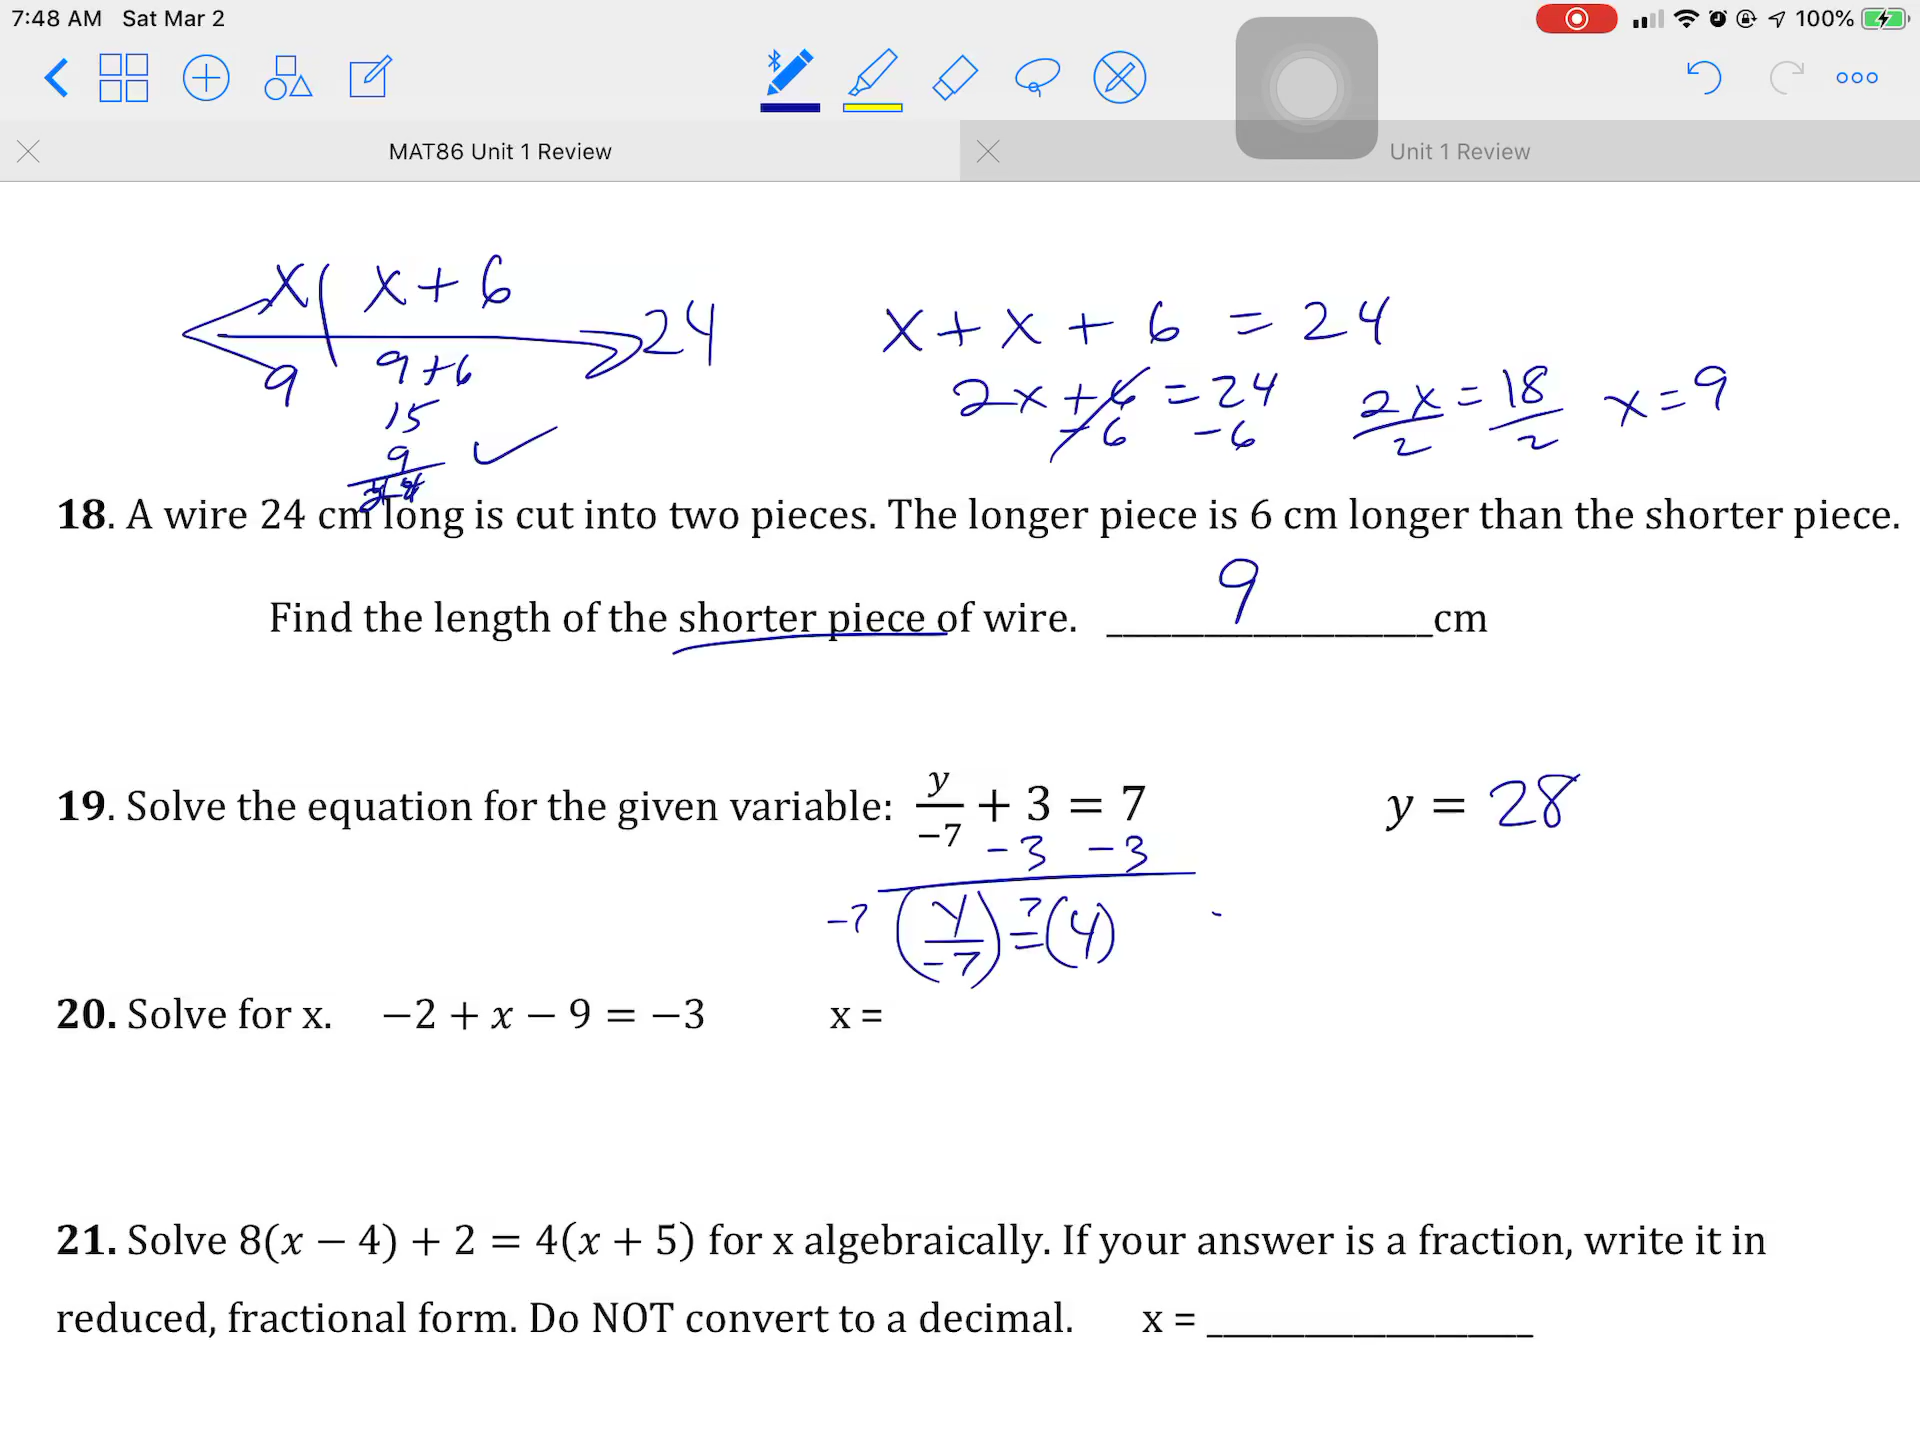 7:48 AM Sat Mar 2
100%
MAT86 Unit 1 Review
Unit 1 Review
x | x + 6
24
9
9 + 6
15
9
x + x + 6 = 24
2x + 6 = 24
- 6 - 6
2x = 18
2 2
x = 9
18. A wire 24 cm long is cut into two pieces. The longer piece is 6 cm longer than the shorter piece.
Find the length of the shorter piece of wire. 9 cm
19. Solve the equation for the given variable: y/−7 + 3 = 7 y = 28
- 3 - 3
-7 (y/-7) = (4)
20. Solve for x. −2 + x − 9 = −3 x =
21. Solve 8(x − 4) + 2 = 4(x + 5) for x algebraically. If your answer is a fraction, write it in
reduced, fractional form. Do NOT convert to a decimal. x = ________________